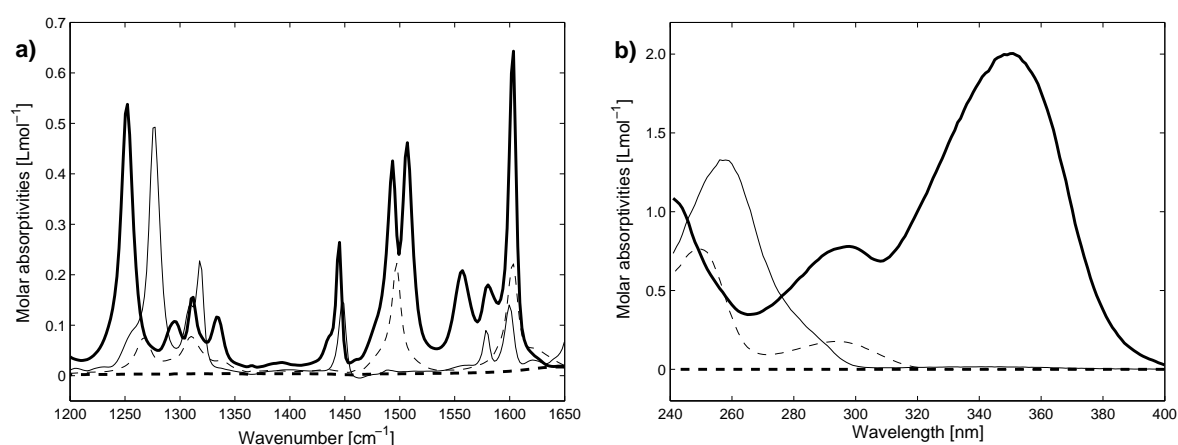 a)
Molar absorptivities [Lmol⁻¹]
0.7
0.6
0.5
0.4
0.3
0.2
0.1
0
1200 1250 1300 1350 1400 1450 1500 1550 1600 1650
Wavenumber [cm⁻¹]
b)
Molar absorptivities [Lmol⁻¹]
2.0
1.5
1.0
0.5
0
240 260 280 300 320 340 360 380 400
Wavelength [nm]